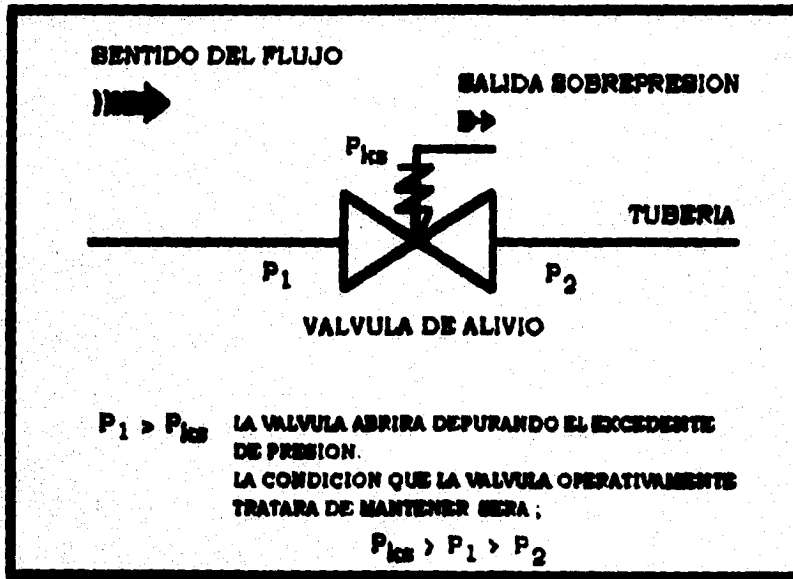 SENTIDO DEL FLUJO
SALIDA SOBREPRESION
Pks
TUBERIA
P1
P2
VALVULA DE ALIVIO
P1 > Pks LA VALVULA ABRIRA DEPURANDO EL EXCEDENTE
DE PRESION.
LA CONDICION QUE LA VALVULA OPERATIVAMENTE
TRATARA DE MANTENER SERA ;
Pks > P1 > P2